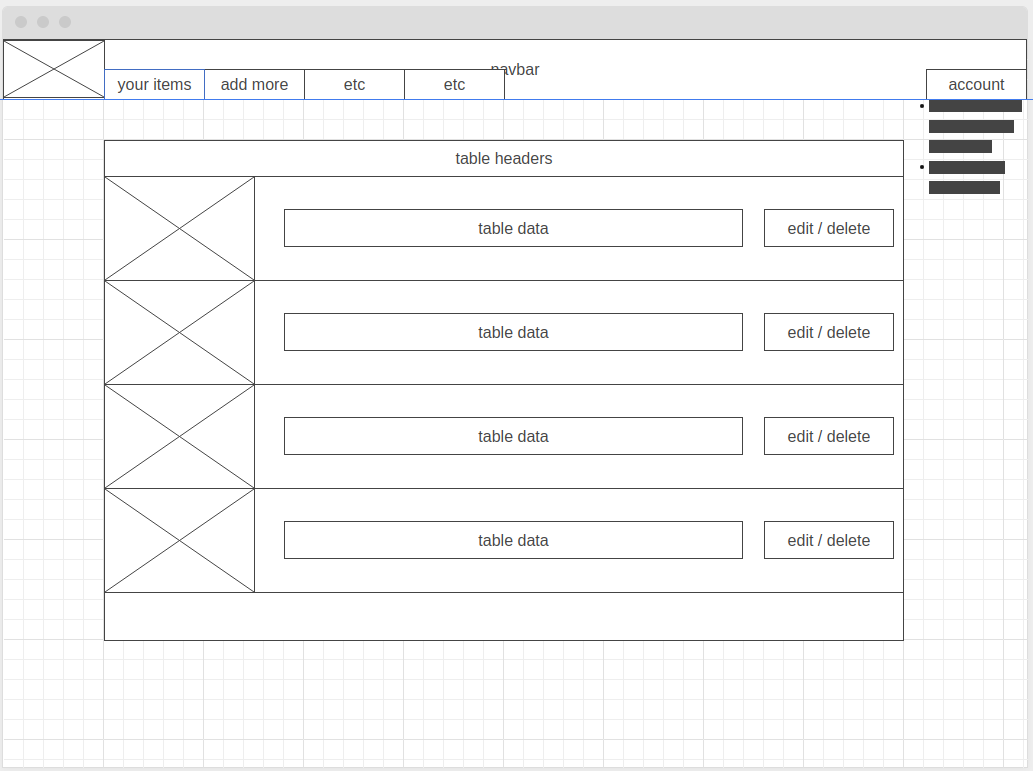 navbar
your items
add more
etc
etc
account
table headers
table data
edit / delete
table data
edit / delete
table data
edit / delete
table data
edit / delete